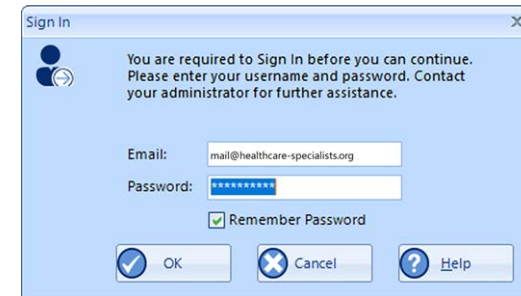 Sign In
You are required to Sign In before you can continue.
Please enter your username and password. Contact
your administrator for further assistance.
Email: mail@healthcare-specialists.org
Password: **********
Remember Password
OK Cancel Help